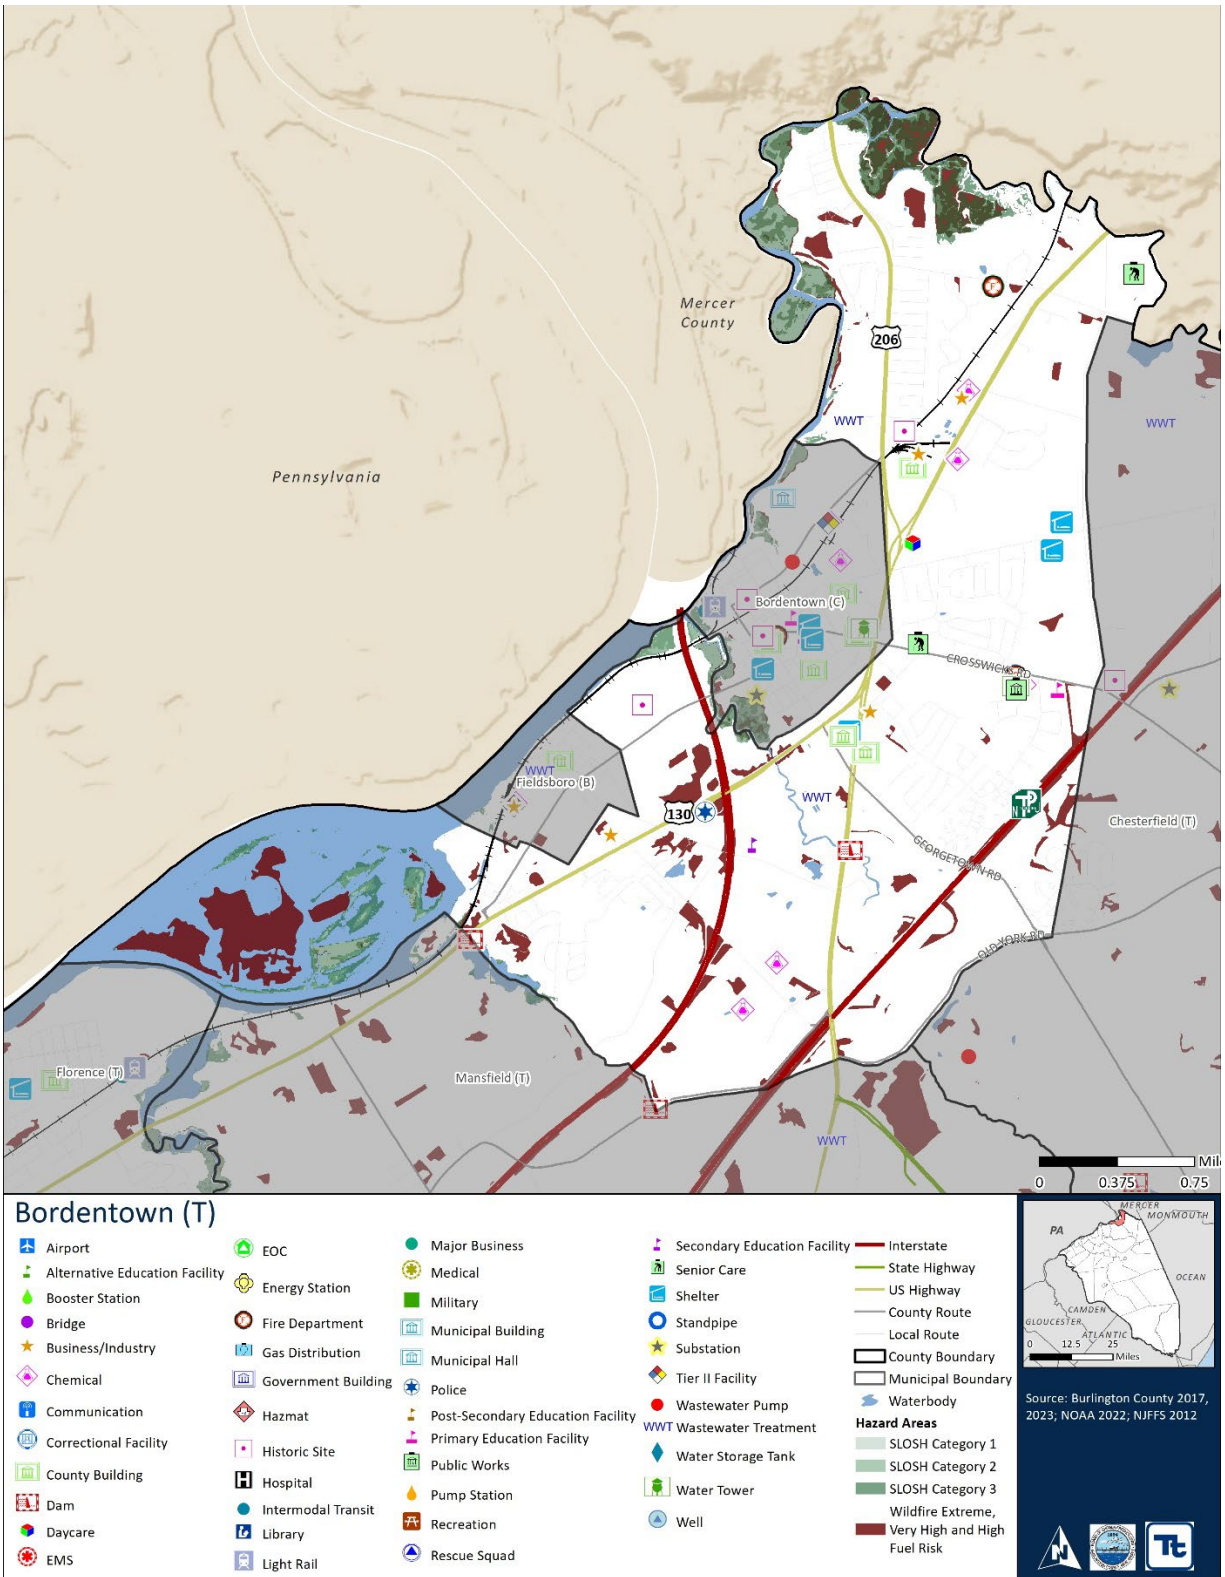 Mercer
County
206
WWT
WWT
Pennsylvania
Bordentown (C)
CROSSWICKS RD
WWT
Fieldsboro (B)
WWT
130
TP
Chesterfield (T)
GEORGETOWN RD
OLD YORK RD
Florence (T)
Mansfield (T)
WWT
Mile
0 0.375 0.75
Bordentown (T)
Airport
Alternative Education Facility
Booster Station
Bridge
Business/Industry
Chemical
Communication
Correctional Facility
County Building
Dam
Daycare
EMS
EOC
Energy Station
Fire Department
Gas Distribution
Government Building
Hazmat
Historic Site
Hospital
Intermodal Transit
Library
Light Rail
Major Business
Medical
Military
Municipal Building
Municipal Hall
Police
Post-Secondary Education Facility
Primary Education Facility
Public Works
Pump Station
Recreation
Rescue Squad
Secondary Education Facility
Senior Care
Shelter
Standpipe
Substation
Tier II Facility
Wastewater Pump
WWT Wastewater Treatment
Water Storage Tank
Water Tower
Well
Interstate
State Highway
US Highway
County Route
Local Route
County Boundary
Municipal Boundary
Waterbody
Hazard Areas
SLOSH Category 1
SLOSH Category 2
SLOSH Category 3
Wildfire Extreme,
Very High and High
Fuel Risk
MERCER
MONMOUTH
PA
OCEAN
CAMDEN
GLOUCESTER
ATLANTIC
0 12.5 25
Miles
Source: Burlington County 2017,
2023; NOAA 2022; NJFFS 2012
N
Tt